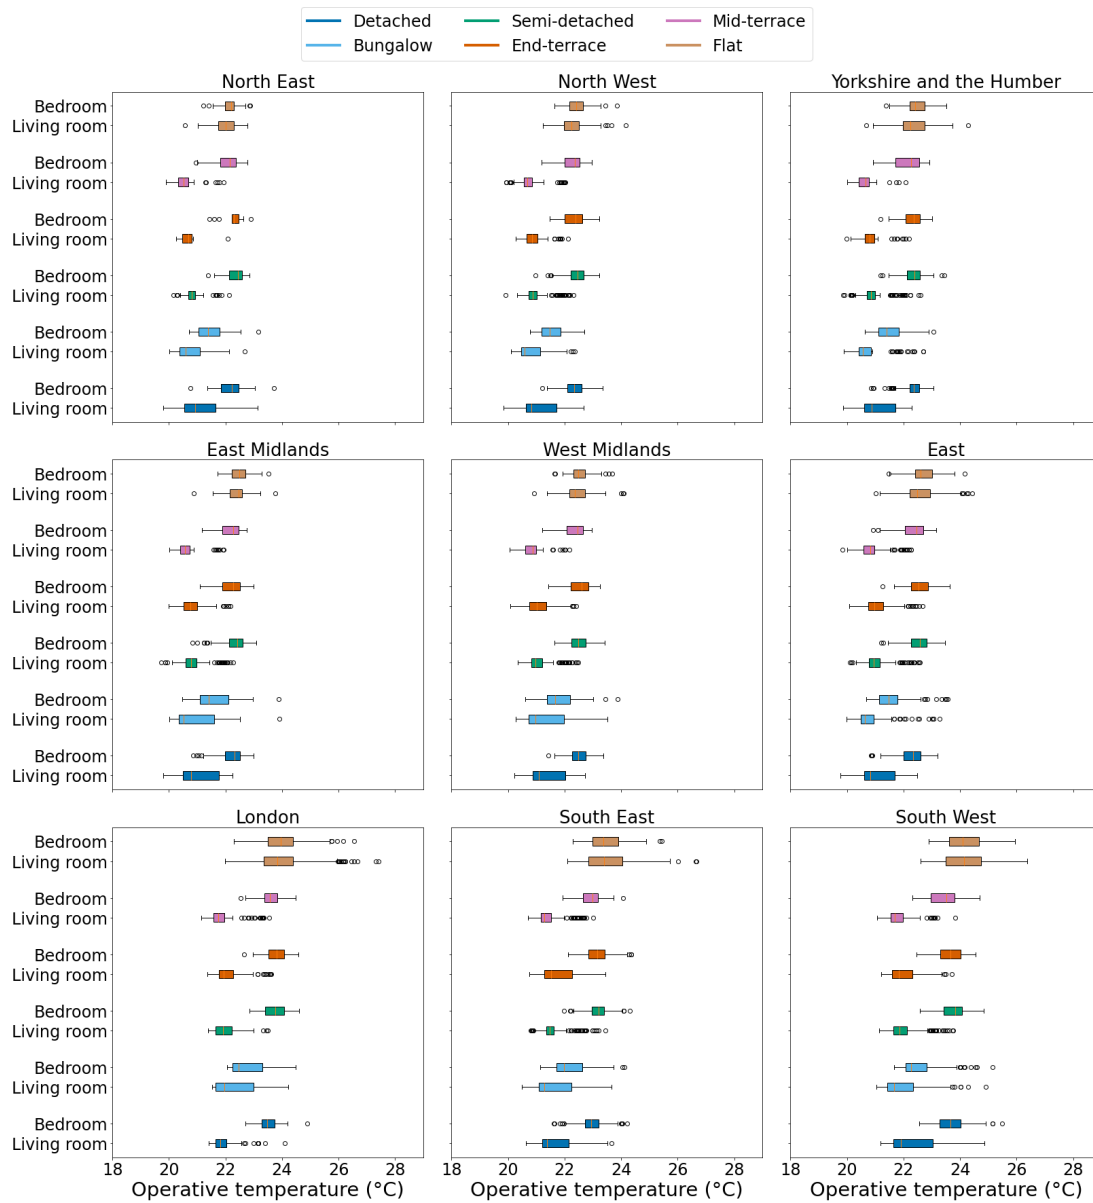 Detached Semi-detached Mid-terrace
Bungalow End-terrace Flat
North East North West Yorkshire and the Humber
Bedroom
Living room
Bedroom
Living room
Bedroom
Living room
Bedroom
Living room
Bedroom
Living room
Bedroom
Living room
East Midlands West Midlands East
Bedroom
Living room
Bedroom
Living room
Bedroom
Living room
Bedroom
Living room
Bedroom
Living room
Bedroom
Living room
London South East South West
Bedroom
Living room
Bedroom
Living room
Bedroom
Living room
Bedroom
Living room
Bedroom
Living room
Bedroom
Living room
18 20 22 24 26 28 18 20 22 24 26 28 18 20 22 24 26 28
Operative temperature (°C) Operative temperature (°C) Operative temperature (°C)